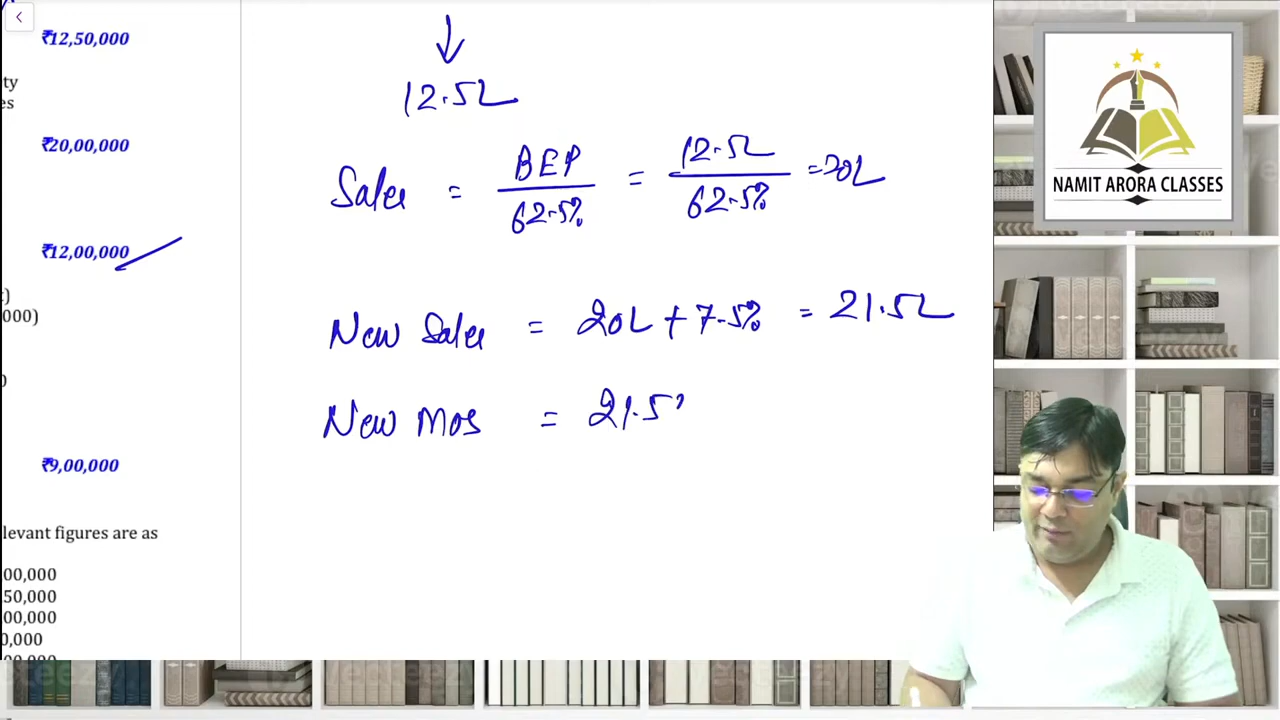 ₹12,50,000
ty
es
₹20,00,000
₹12,00,000
)
000)
₹9,00,000
levant figures are as
00,000
50,000
00,000
0,000
12.5L
Sales = BEP / 62.5% = 12.5L / 62.5% = 20L
New Sales = 20L + 7.5% = 21.5L
New MOS = 21.5
NAMIT ARORA CLASSES